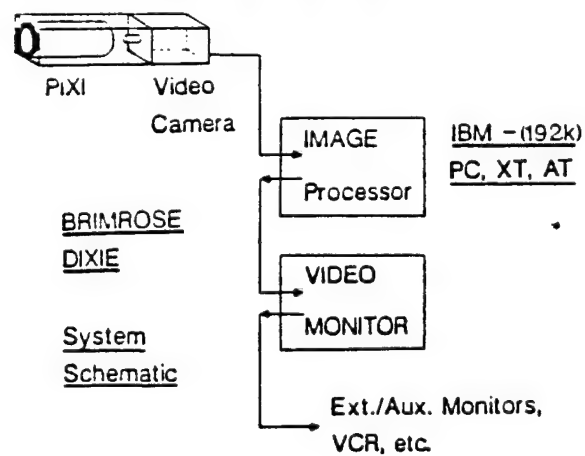 PiXI Video
Camera
IMAGE
Processor
IBM - (192k)
PC, XT, AT
BRIMROSE
DIXIE
VIDEO
MONITOR
System
Schematic
Ext./Aux. Monitors,
VCR, etc.